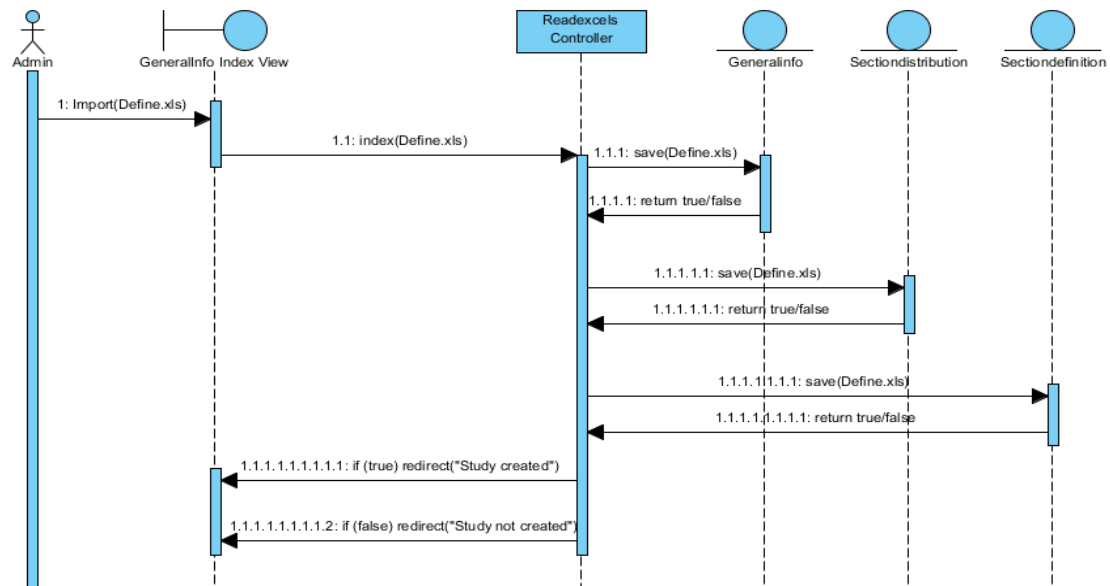 Readexcels
Controller
Admin
GeneralInfo Index View
Generalinfo
Sectiondistribution
Sectiondefinition
1: Import(Define.xls)
1.1: index(Define.xls)
1.1.1: save(Define.xls)
1.1.1.1: return true/false
1.1.1.1.1: save(Define.xls)
1.1.1.1.1.1: return true/false
1.1.1.1.1.1.1: save(Define.xls)
1.1.1.1.1.1.1.1: return true/false
1.1.1.1.1.1.1.1.1: if (true) redirect("Study created")
1.1.1.1.1.1.1.1.2: if (false) redirect("Study not created")